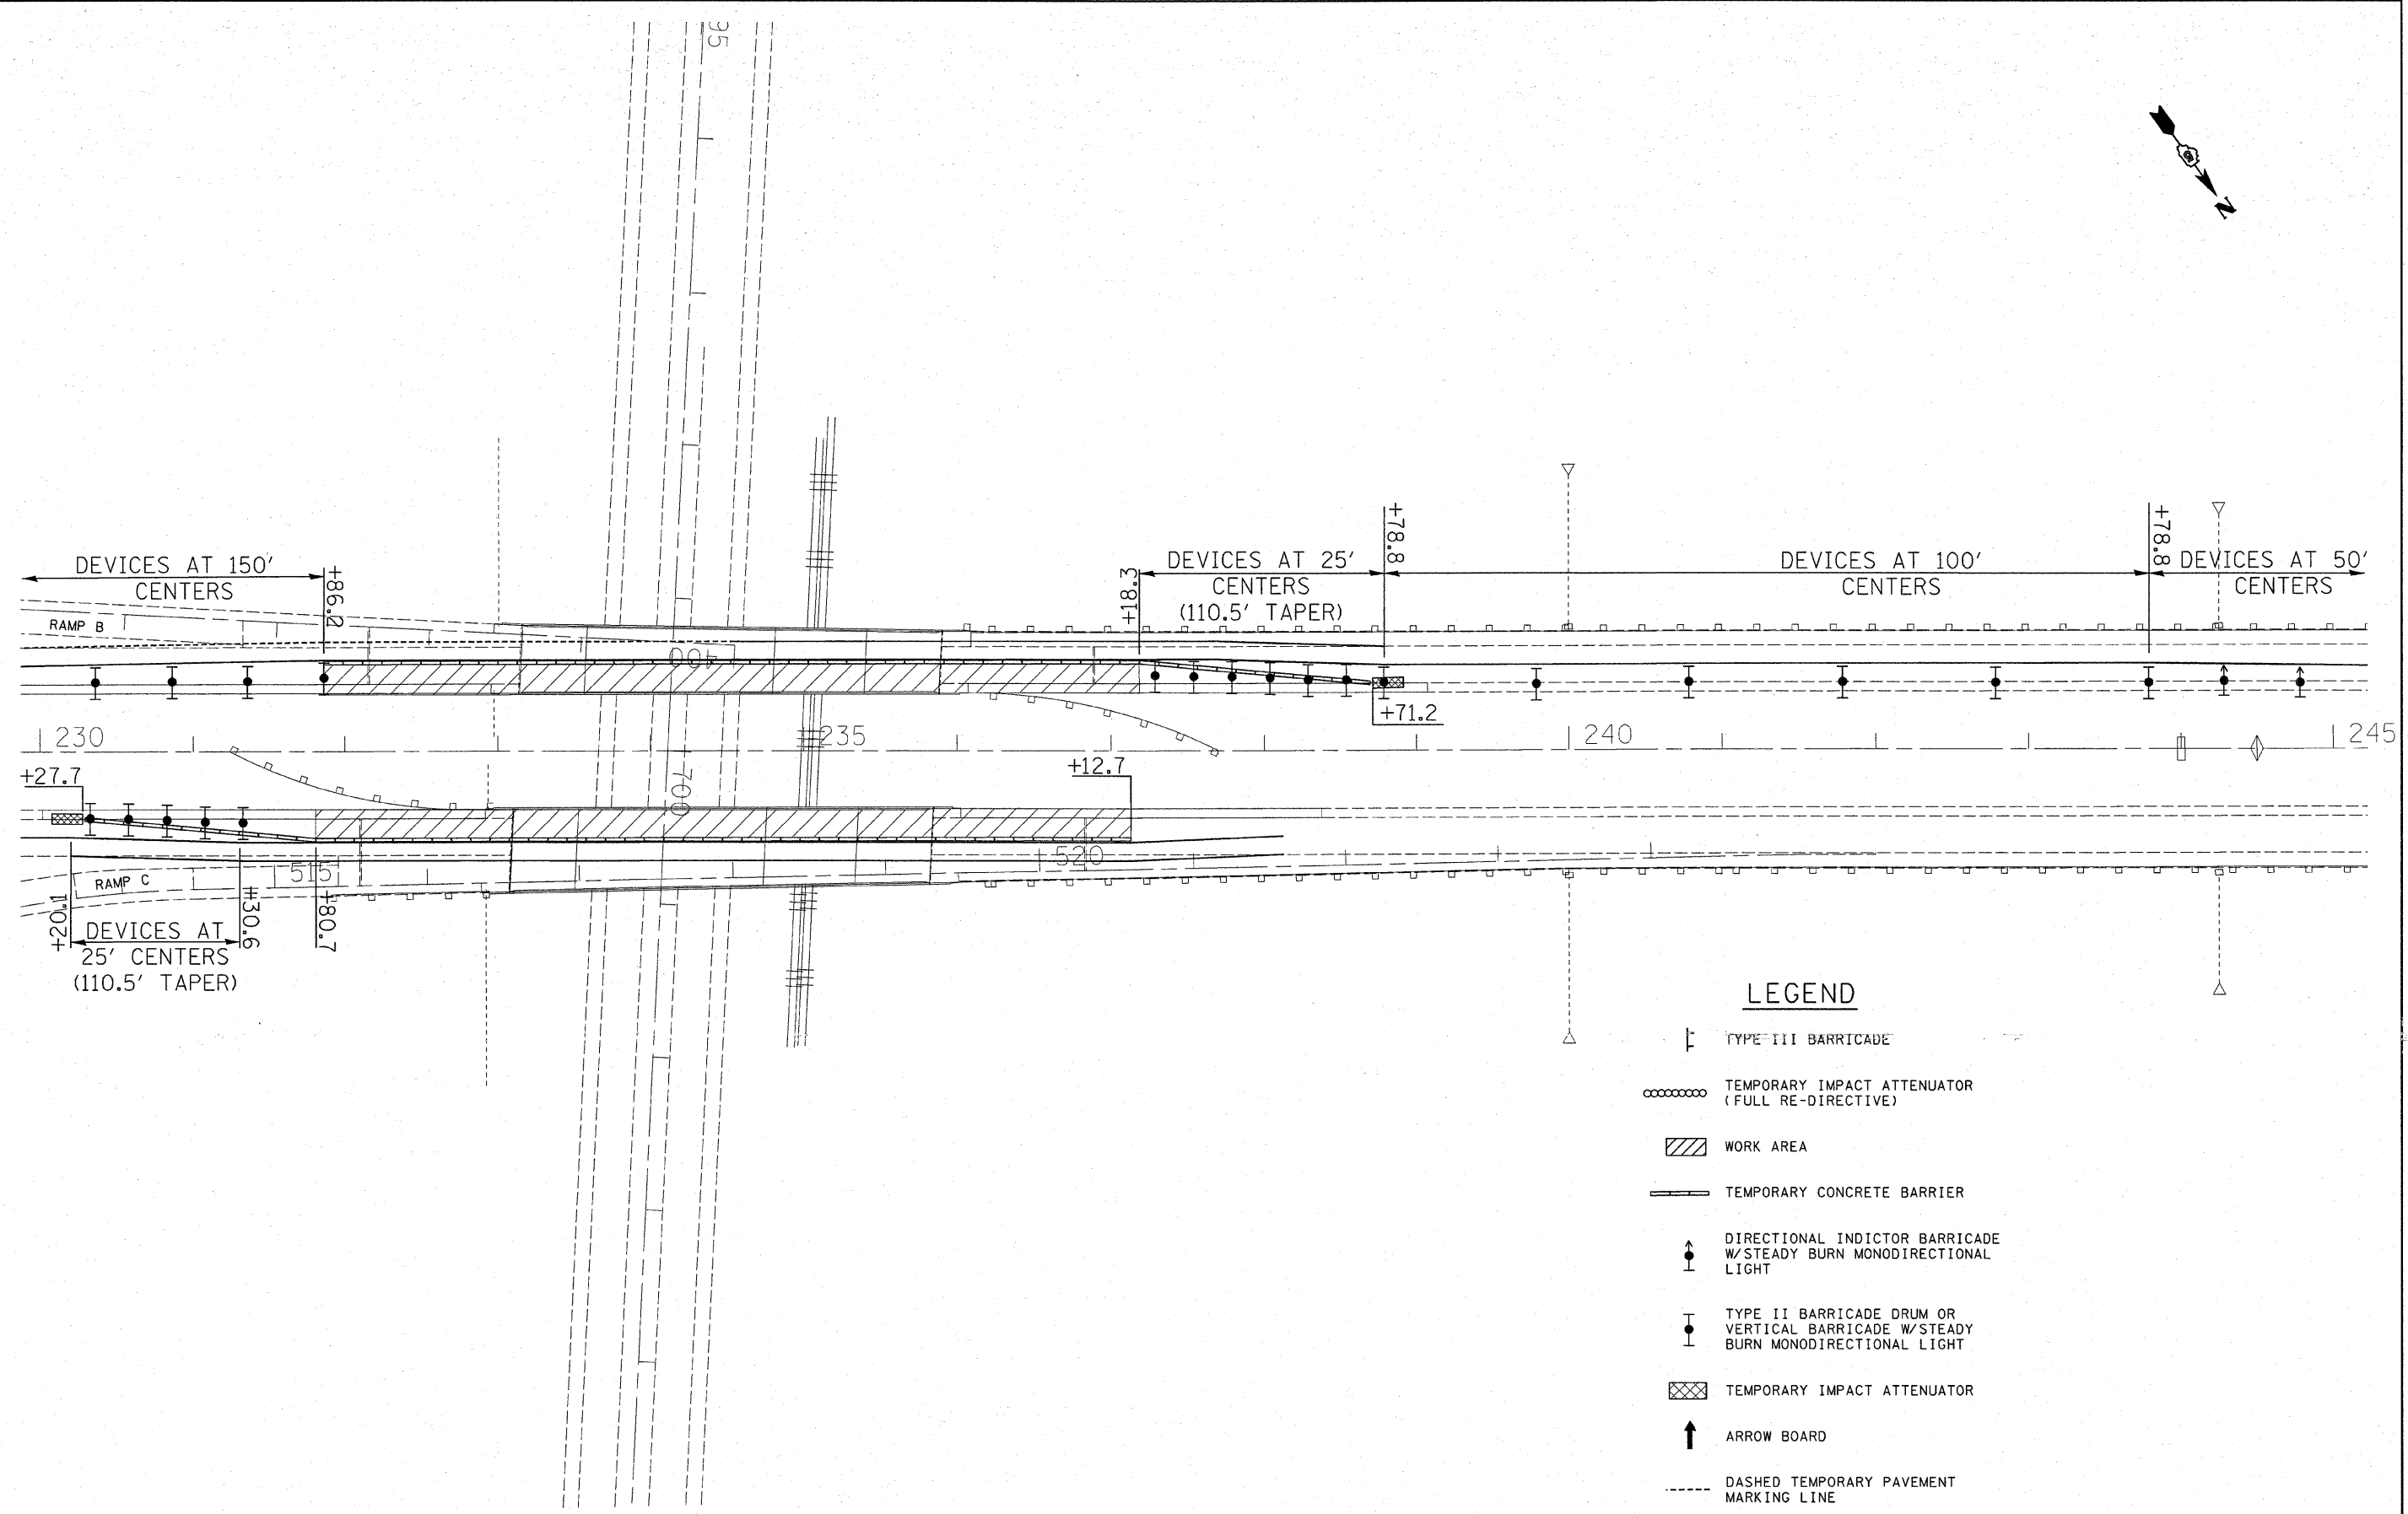 95
N
DEVICES AT 150'
CENTERS
+86.2
+18.3
DEVICES AT 25'
CENTERS
(110.5' TAPER)
+78.8
DEVICES AT 100'
CENTERS
+78.8
DEVICES AT 50'
CENTERS
RAMP B
400
+71.2
230
235
240
245
+27.7
+12.7
700
515
520
RAMP C
+20.1
+30.6
+80.7
DEVICES AT
25' CENTERS
(110.5' TAPER)
LEGEND
TYPE III BARRICADE
TEMPORARY IMPACT ATTENUATOR
(FULL RE-DIRECTIVE)
WORK AREA
TEMPORARY CONCRETE BARRIER
DIRECTIONAL INDICTOR BARRICADE
W/STEADY BURN MONODIRECTIONAL
LIGHT
TYPE II BARRICADE DRUM OR
VERTICAL BARRICADE W/STEADY
BURN MONODIRECTIONAL LIGHT
TEMPORARY IMPACT ATTENUATOR
ARROW BOARD
DASHED TEMPORARY PAVEMENT
MARKING LINE